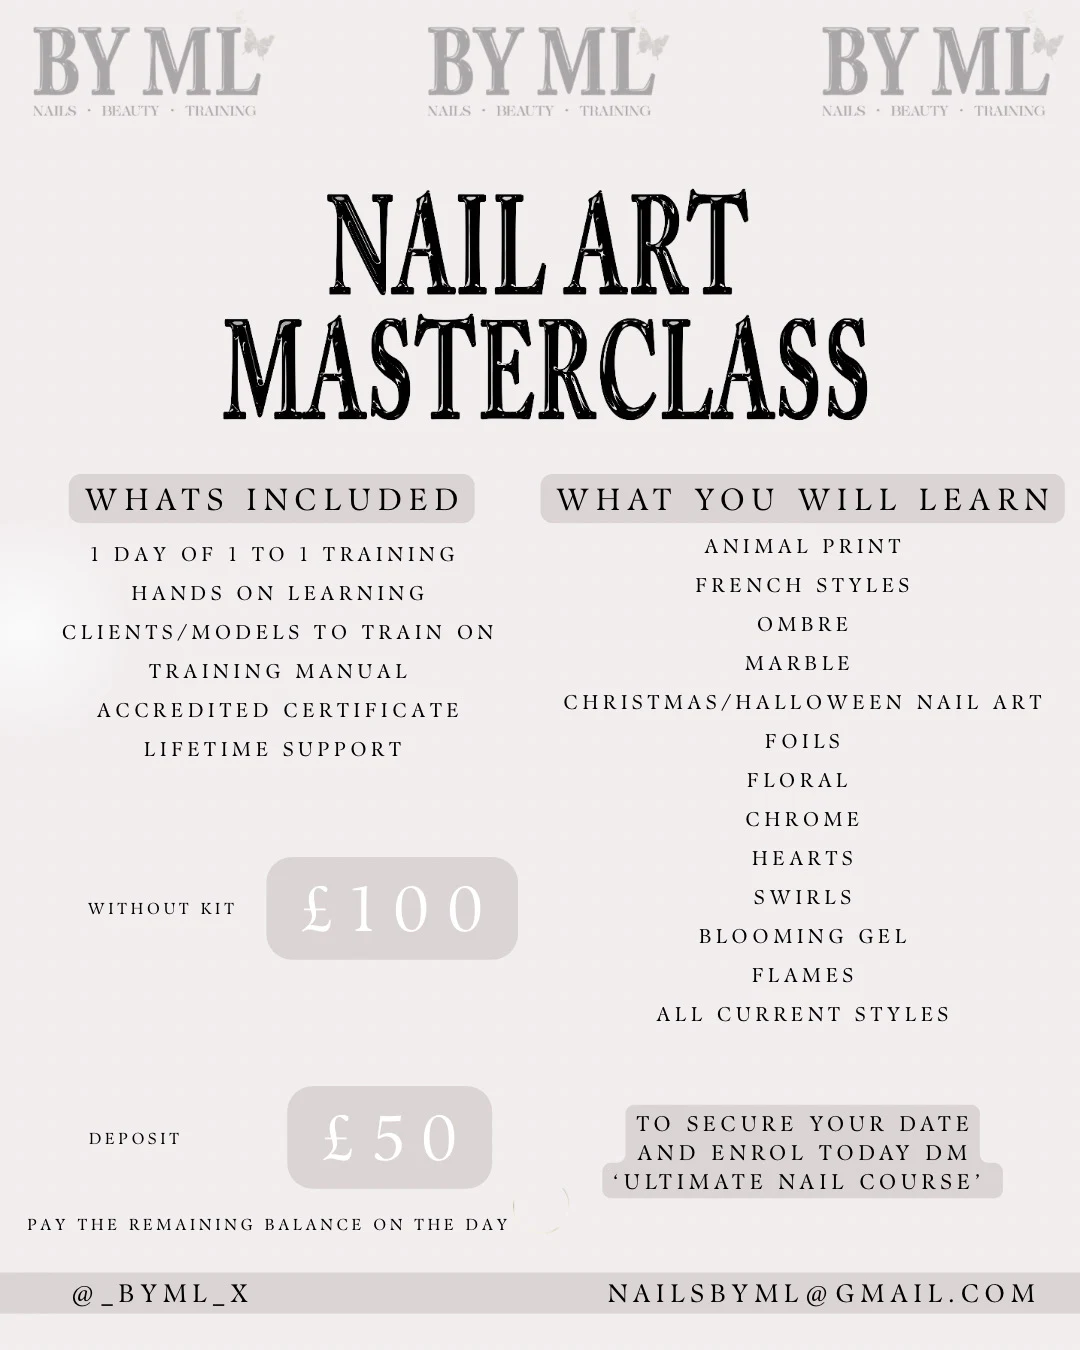 BY ML BY ML BY ML
NAILS · BEAUTY · TRAINING NAILS · BEAUTY · TRAINING NAILS · BEAUTY · TRAINING
NAIL ART
MASTERCLASS
WHATS INCLUDED
1 DAY OF 1 TO 1 TRAINING
HANDS ON LEARNING
CLIENTS/MODELS TO TRAIN ON
TRAINING MANUAL
ACCREDITED CERTIFICATE
LIFETIME SUPPORT
WITHOUT KIT £100
DEPOSIT £50
PAY THE REMAINING BALANCE ON THE DAY
WHAT YOU WILL LEARN
ANIMAL PRINT
FRENCH STYLES
OMBRE
MARBLE
CHRISTMAS/HALLOWEEN NAIL ART
FOILS
FLORAL
CHROME
HEARTS
SWIRLS
BLOOMING GEL
FLAMES
ALL CURRENT STYLES
TO SECURE YOUR DATE
AND ENROL TODAY DM
‘ULTIMATE NAIL COURSE’
@_BYML_X NAILSBYML@GMAIL.COM